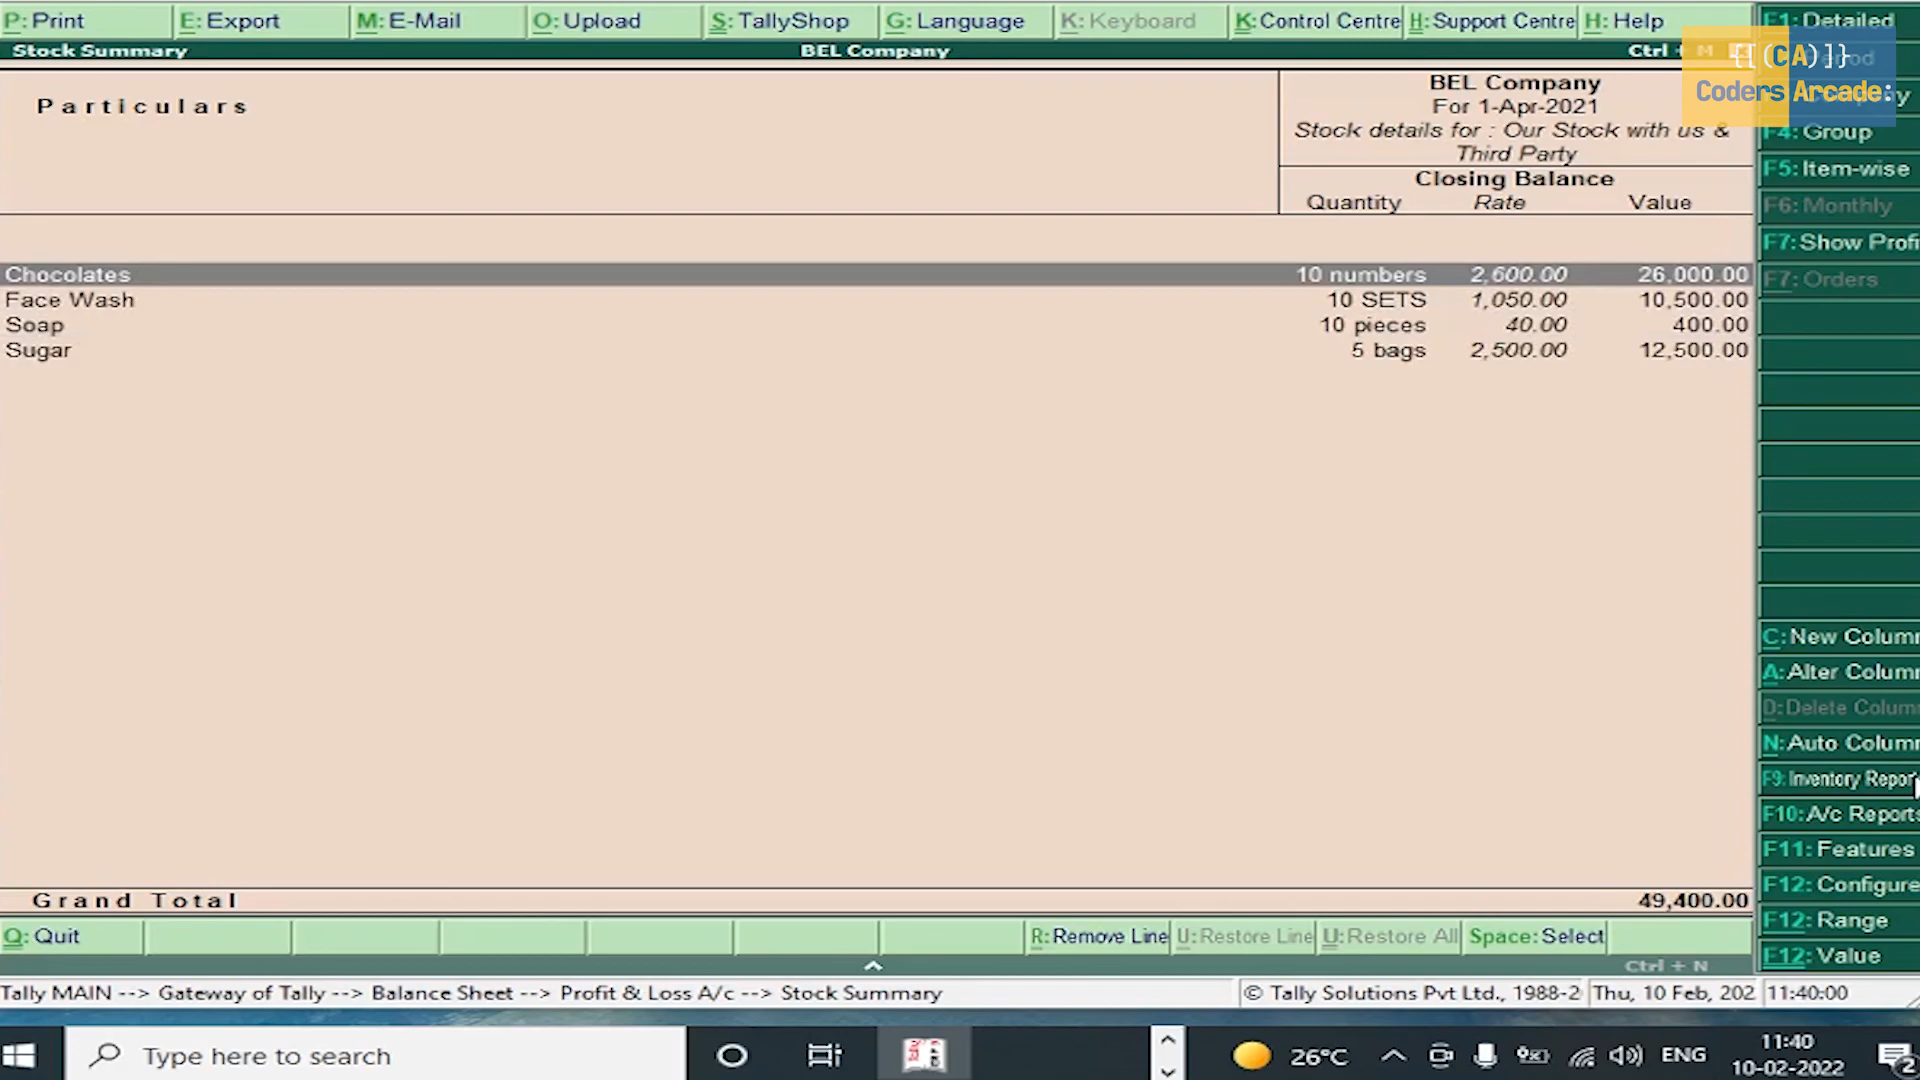 P: Print E: Export M: E-Mail O: Upload S: TallyShop G: Language K: Keyboard K: Control Centre H: Support Centre H: Help F1: Detailed
Stock Summary BEL Company Ctrl + M
{[(CA)]}
Coders Arcade:
Particulars
BEL Company
For 1-Apr-2021
Stock details for : Our Stock with us &
Third Party
Closing Balance
Quantity Rate Value
F4: Group
F5: Item-wise
F6: Monthly
F7: Show Profi
F7: Orders
Chocolates 10 numbers 2,600.00 26,000.00
Face Wash 10 SETS 1,050.00 10,500.00
Soap 10 pieces 40.00 400.00
Sugar 5 bags 2,500.00 12,500.00
C: New Column
A: Alter Column
D: Delete Column
N: Auto Column
F9: Inventory Report
F10: A/c Reports
F11: Features
F12: Configure
F12: Range
F12: Value
Grand Total 49,400.00
Q: Quit R: Remove Line U: Restore Line U: Restore All Space: Select
Ctrl + N
Tally MAIN --> Gateway of Tally --> Balance Sheet --> Profit & Loss A/c --> Stock Summary © Tally Solutions Pvt Ltd., 1988-2 Thu, 10 Feb, 202 11:40:00
Type here to search 26°C ENG 11:40
10-02-2022 2